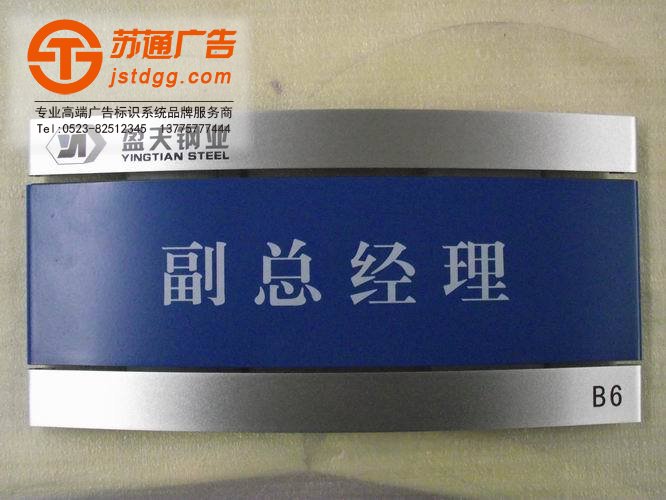 苏通广告
jstdgg.com
专业高端广告标识系统品牌服务商
Tel:0523-82512345 13775777444
盈天钢业
YINGTIAN STEEL
副总经理
B6